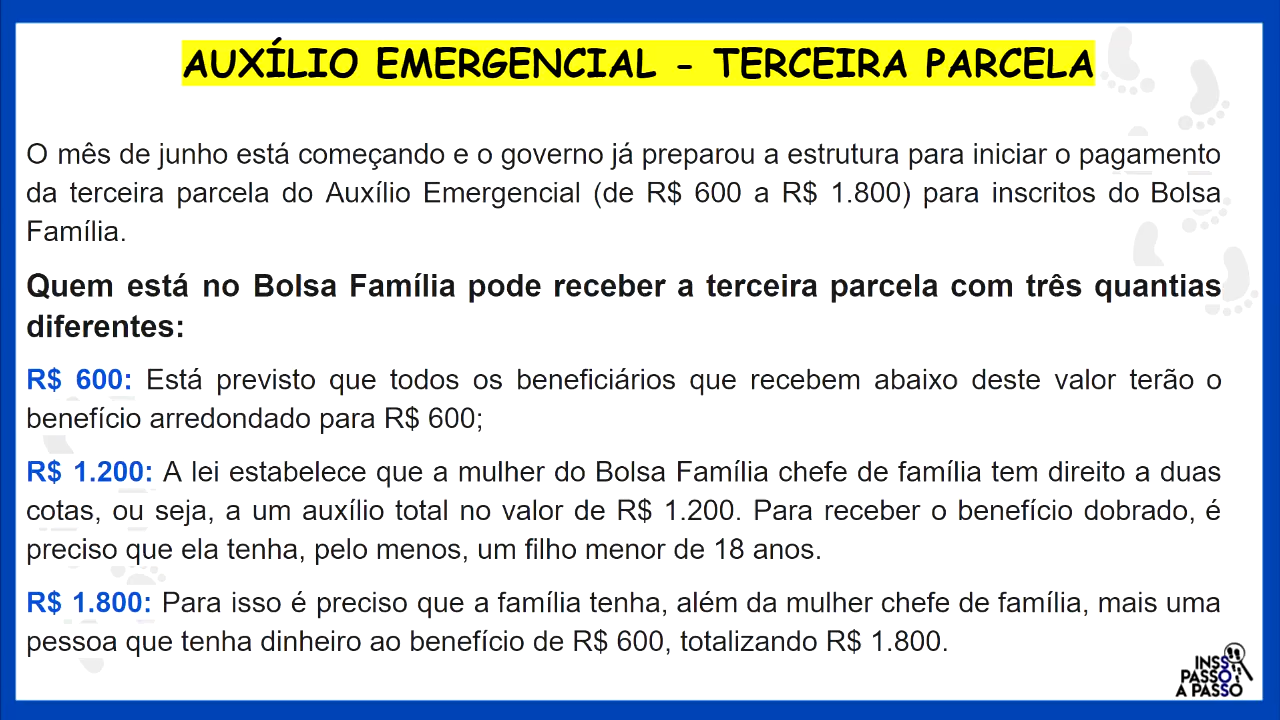 AUXÍLIO EMERGENCIAL - TERCEIRA PARCELA
O mês de junho está começando e o governo já preparou a estrutura para iniciar o pagamento
da terceira parcela do Auxílio Emergencial (de R$ 600 a R$ 1.800) para inscritos do Bolsa
Família.
Quem está no Bolsa Família pode receber a terceira parcela com três quantias
diferentes:
R$ 600: Está previsto que todos os beneficiários que recebem abaixo deste valor terão o
benefício arredondado para R$ 600;
R$ 1.200: A lei estabelece que a mulher do Bolsa Família chefe de família tem direito a duas
cotas, ou seja, a um auxílio total no valor de R$ 1.200. Para receber o benefício dobrado, é
preciso que ela tenha, pelo menos, um filho menor de 18 anos.
R$ 1.800: Para isso é preciso que a família tenha, além da mulher chefe de família, mais uma
pessoa que tenha dinheiro ao benefício de R$ 600, totalizando R$ 1.800.
INSS
PASSO
A PASSO